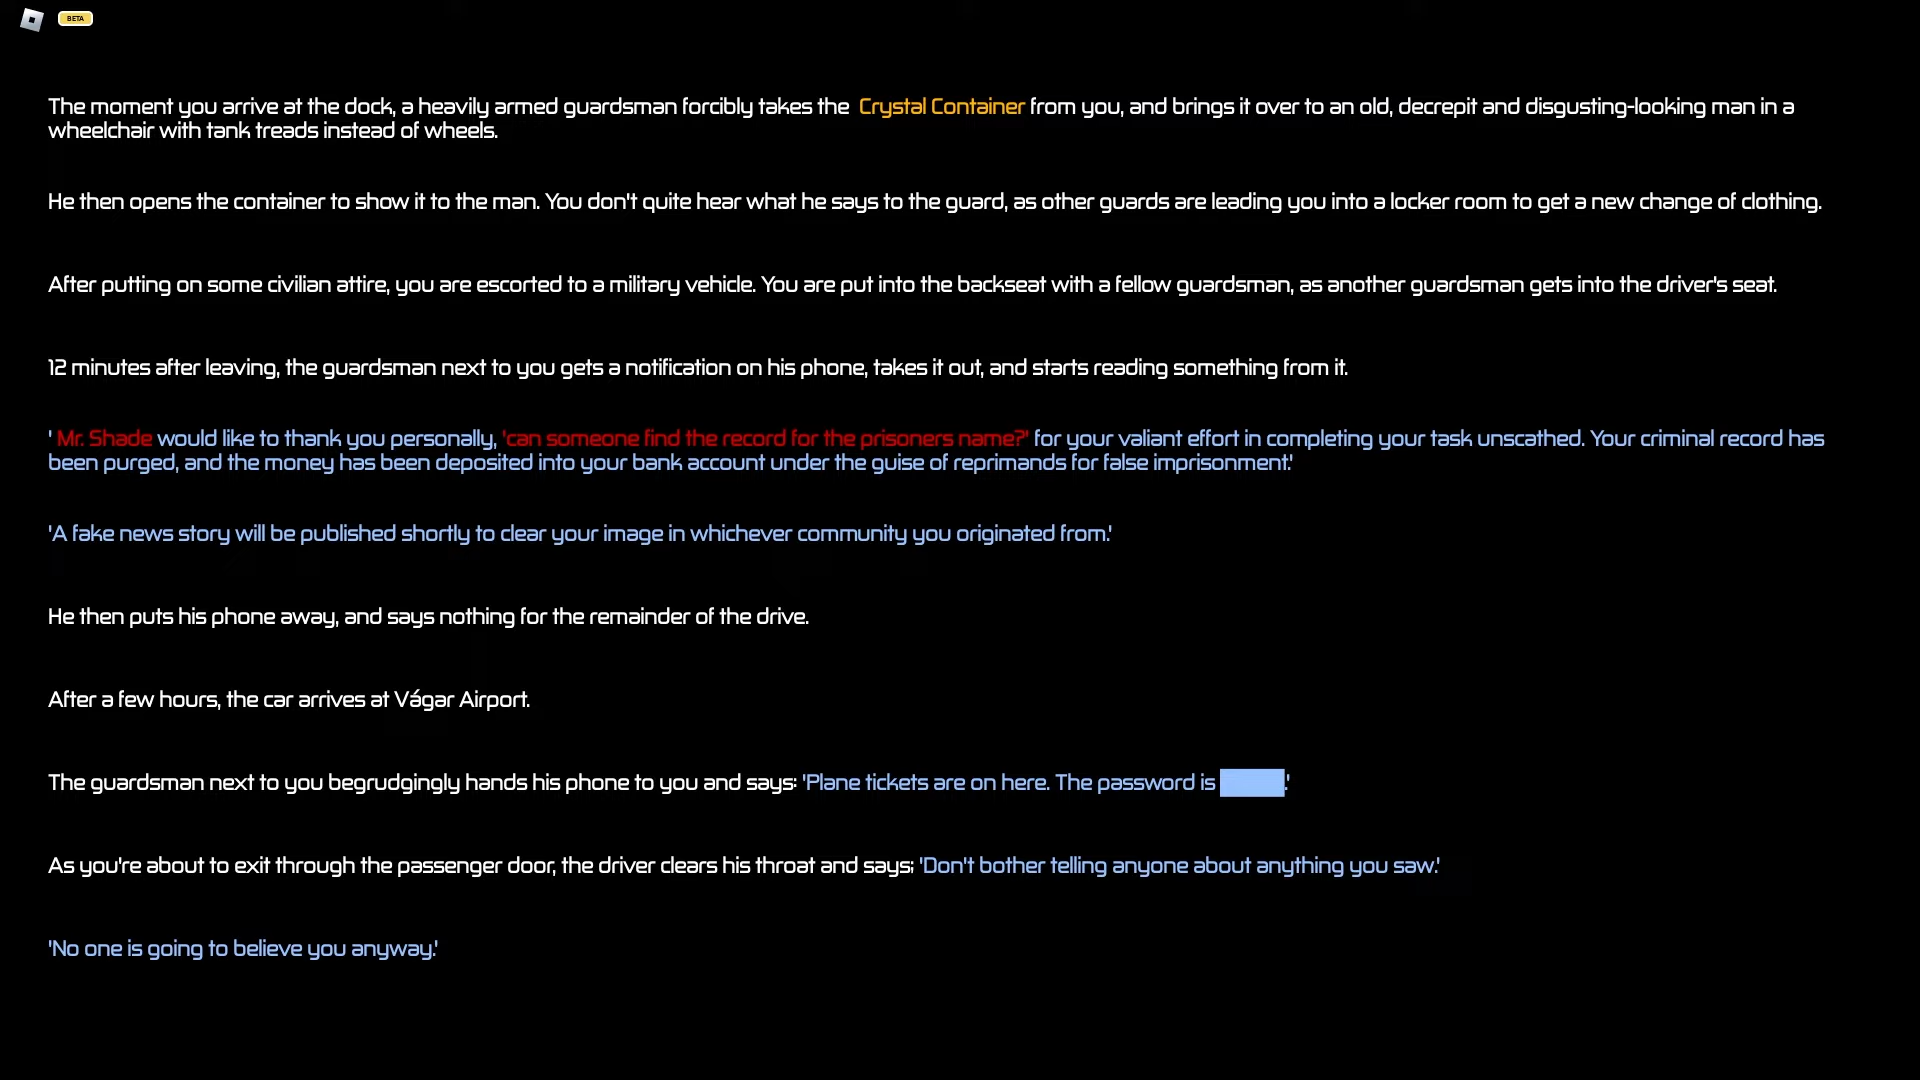 BETA
The moment you arrive at the dock, a heavily armed guardsman forcibly takes the Crystal Container from you, and brings it over to an old, decrepit and disgusting-looking man in a
wheelchair with tank treads instead of wheels.
He then opens the container to show it to the man. You don't quite hear what he says to the guard, as other guards are leading you into a locker room to get a new change of clothing.
After putting on some civilian attire, you are escorted to a military vehicle. You are put into the backseat with a fellow guardsman, as another guardsman gets into the driver's seat.
12 minutes after leaving, the guardsman next to you gets a notification on his phone, takes it out, and starts reading something from it.
' Mr. Shade would like to thank you personally, 'can someone find the record for the prisoners name?' for your valiant effort in completing your task unscathed. Your criminal record has
been purged, and the money has been deposited into your bank account under the guise of reprimands for false imprisonment.'
'A fake news story will be published shortly to clear your image in whichever community you originated from.'
He then puts his phone away, and says nothing for the remainder of the drive.
After a few hours, the car arrives at Vágar Airport.
The guardsman next to you begrudgingly hands his phone to you and says: 'Plane tickets are on here. The password is .'
As you're about to exit through the passenger door, the driver clears his throat and says; 'Don't bother telling anyone about anything you saw.'
'No one is going to believe you anyway.'